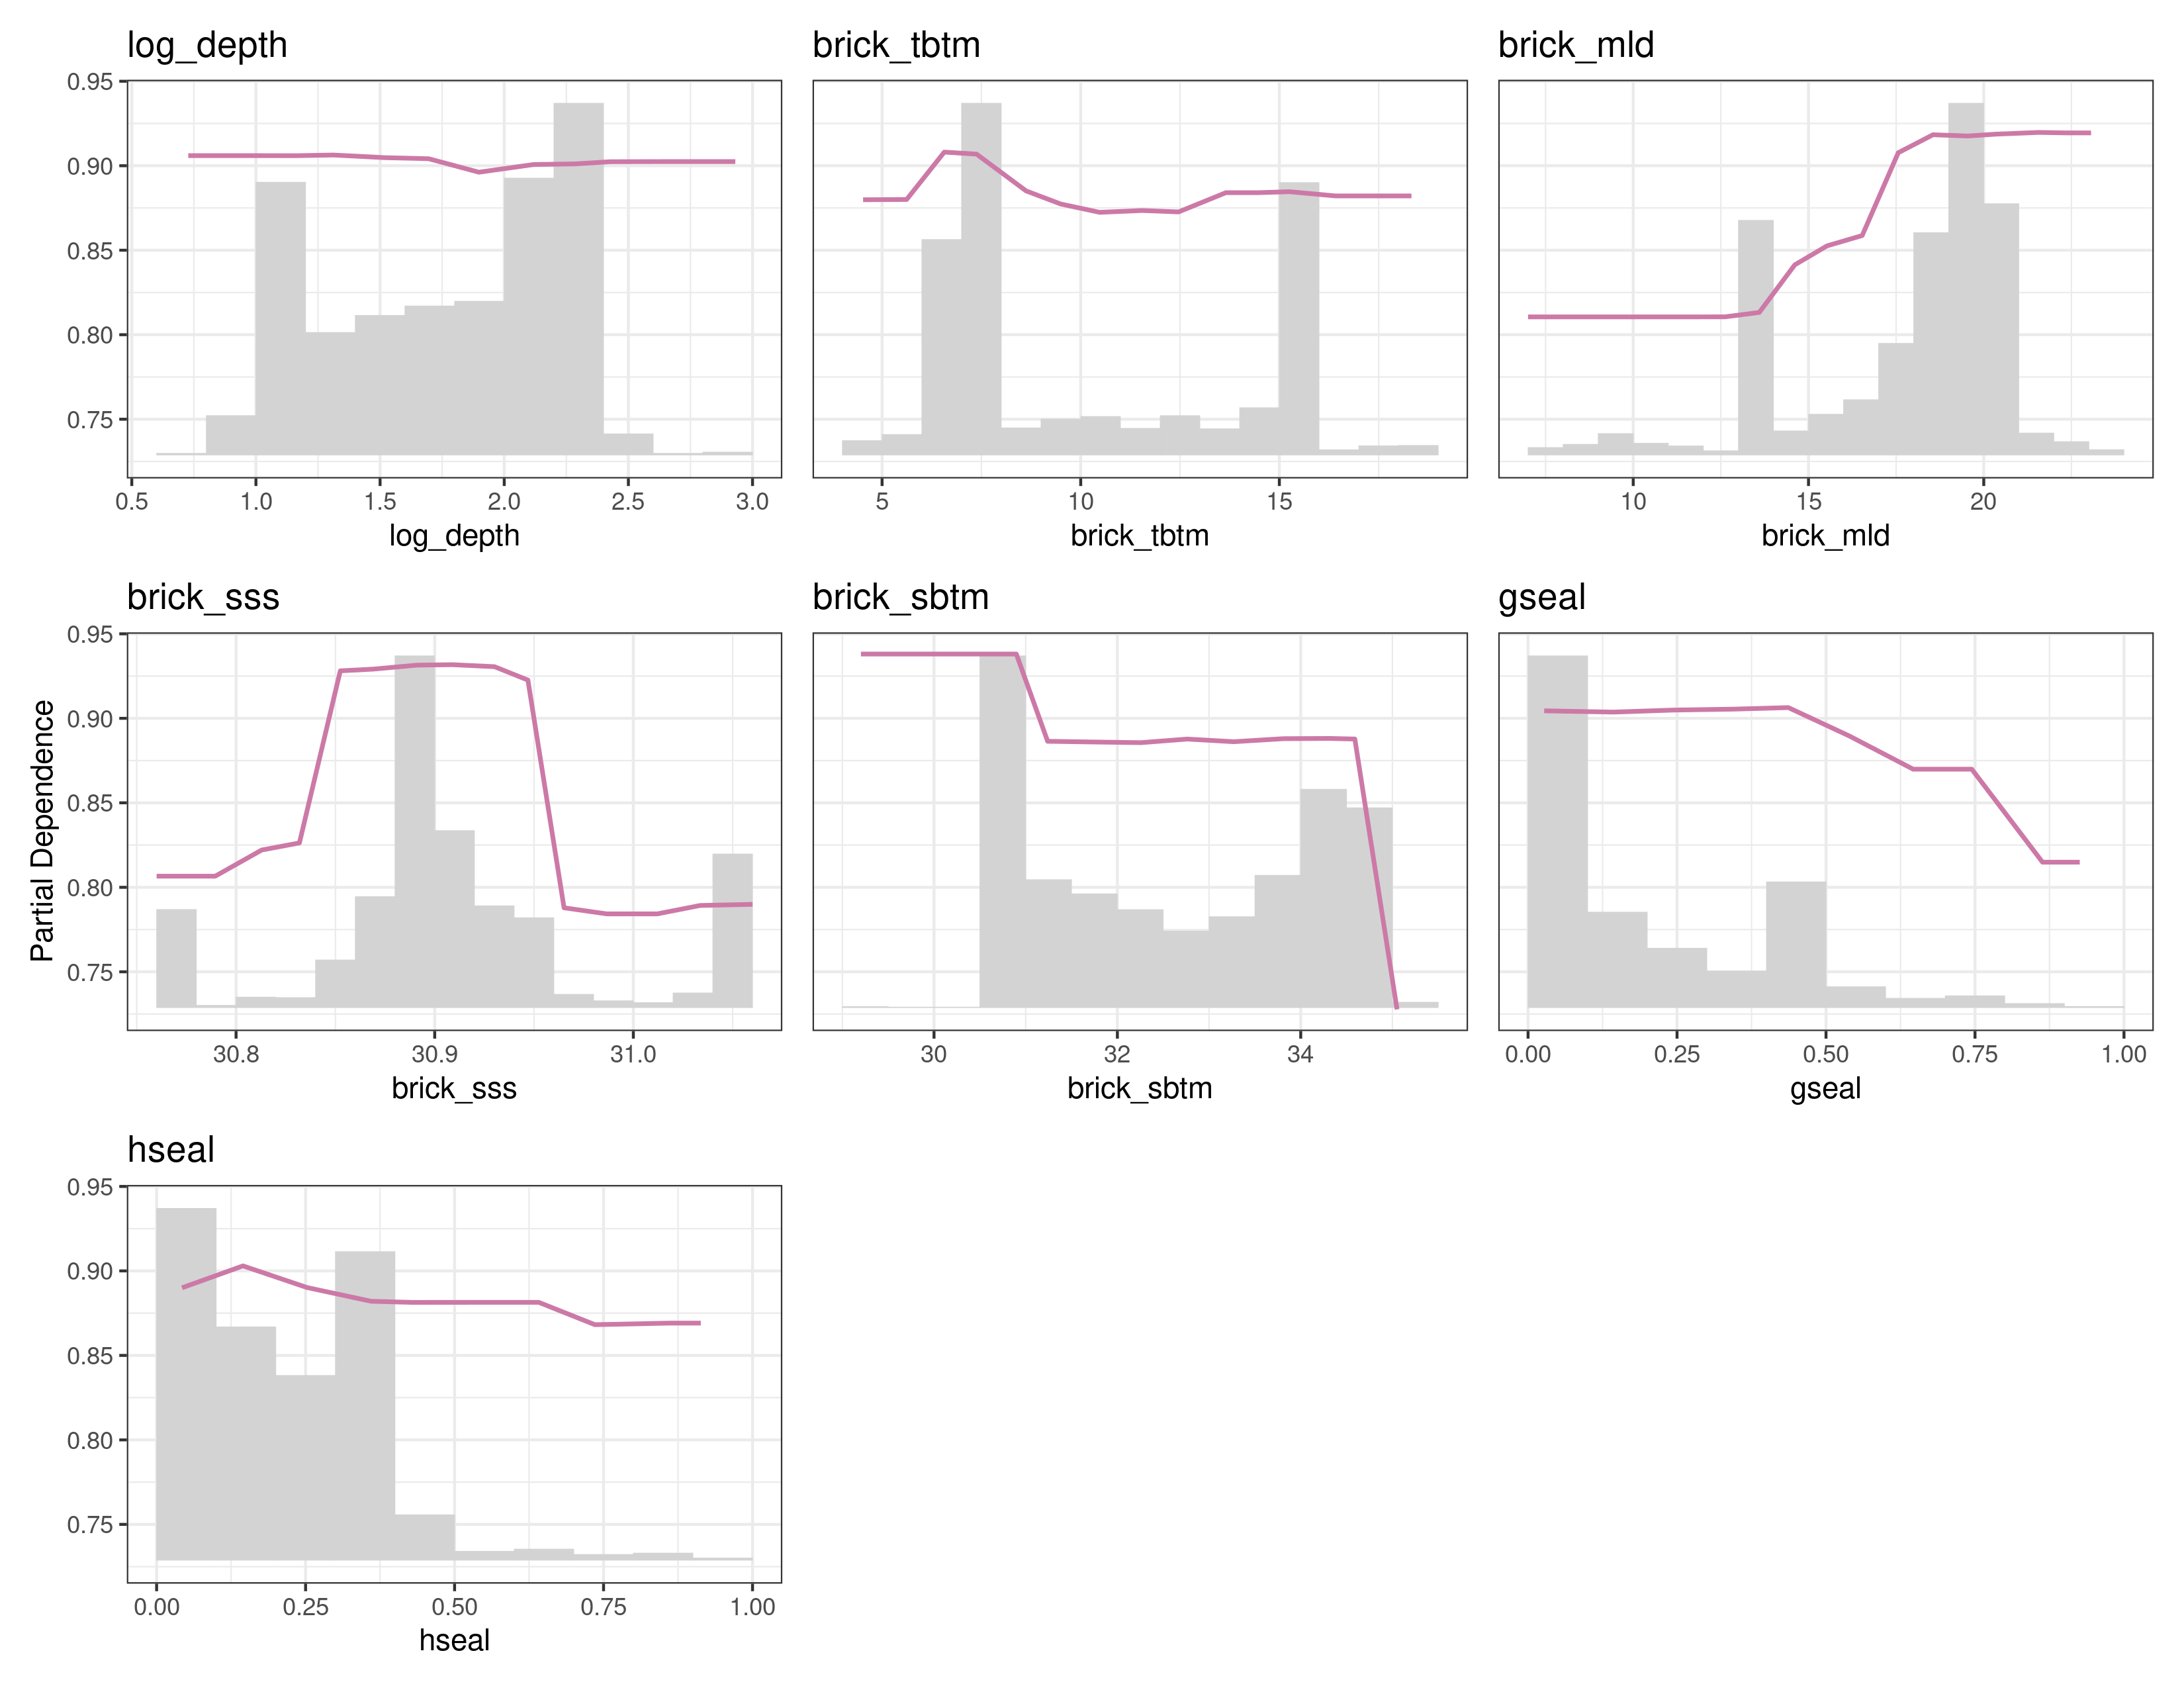 log_depth
brick_tbtm
brick_mld
0.95
0.90
0.85
0.80
0.75
0.5 1.0 1.5 2.0 2.5 3.0
5 10 15
10 15 20
log_depth
brick_tbtm
brick_mld
brick_sss
brick_sbtm
gseal
0.95
0.90
0.85
0.80
0.75
Partial Dependence
30.8 30.9 31.0
30 32 34
0.00 0.25 0.50 0.75 1.00
brick_sss
brick_sbtm
gseal
hseal
0.95
0.90
0.85
0.80
0.75
0.00 0.25 0.50 0.75 1.00
hseal